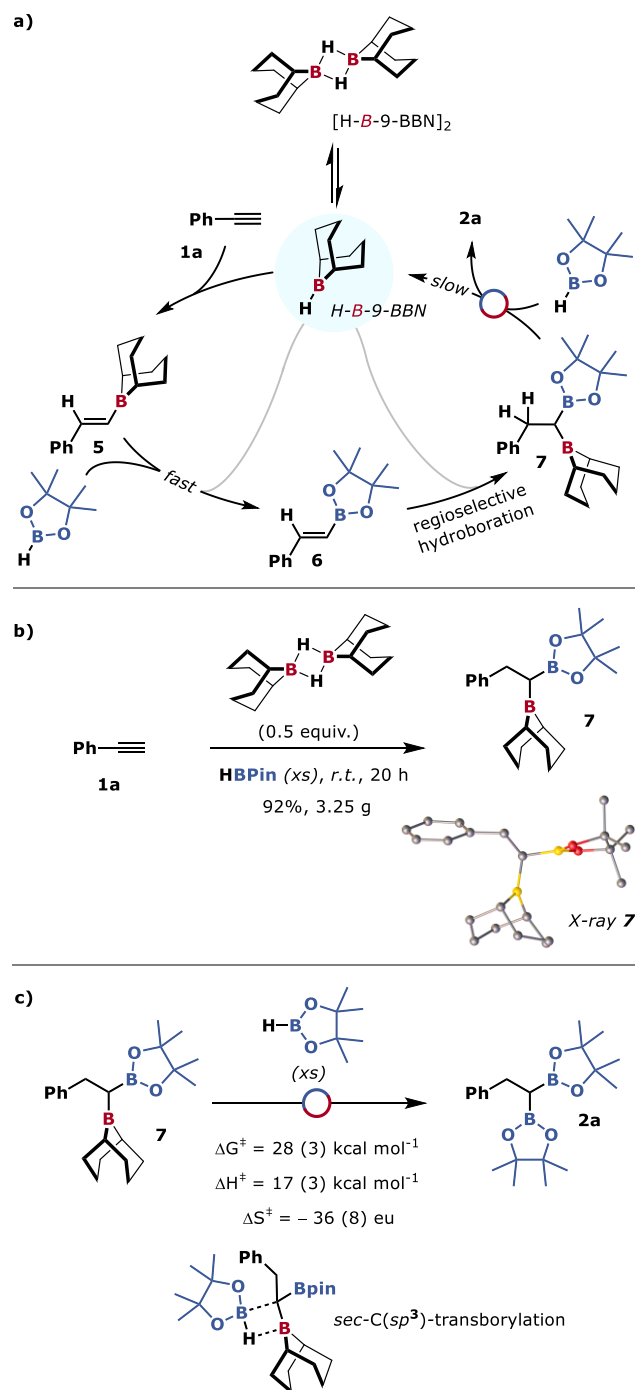 a)
H
B B
H
[H-B-9-BBN]2
Ph
1a
2a
B
H
H-B-9-BBN
slow
O
B O
H
H
B
Ph
5
O
B O
H
fast
H
O
B O
Ph
6
regioselective
hydroboration
O
H H B O
Ph
B
7
b)
H
B B
H
(0.5 equiv.)
Ph
1a
HBPin (xs), r.t., 20 h
92%, 3.25 g
O
B O
Ph
B
7
X-ray 7
c)
O
H B O
(xs)
O
B O
Ph
B
7
ΔG‡ = 28 (3) kcal mol-1
ΔH‡ = 17 (3) kcal mol-1
ΔS‡ = – 36 (8) eu
O
B O
Ph
B
O O
2a
Ph
Bpin
O
B O
H B
sec-C(sp3)-transborylation